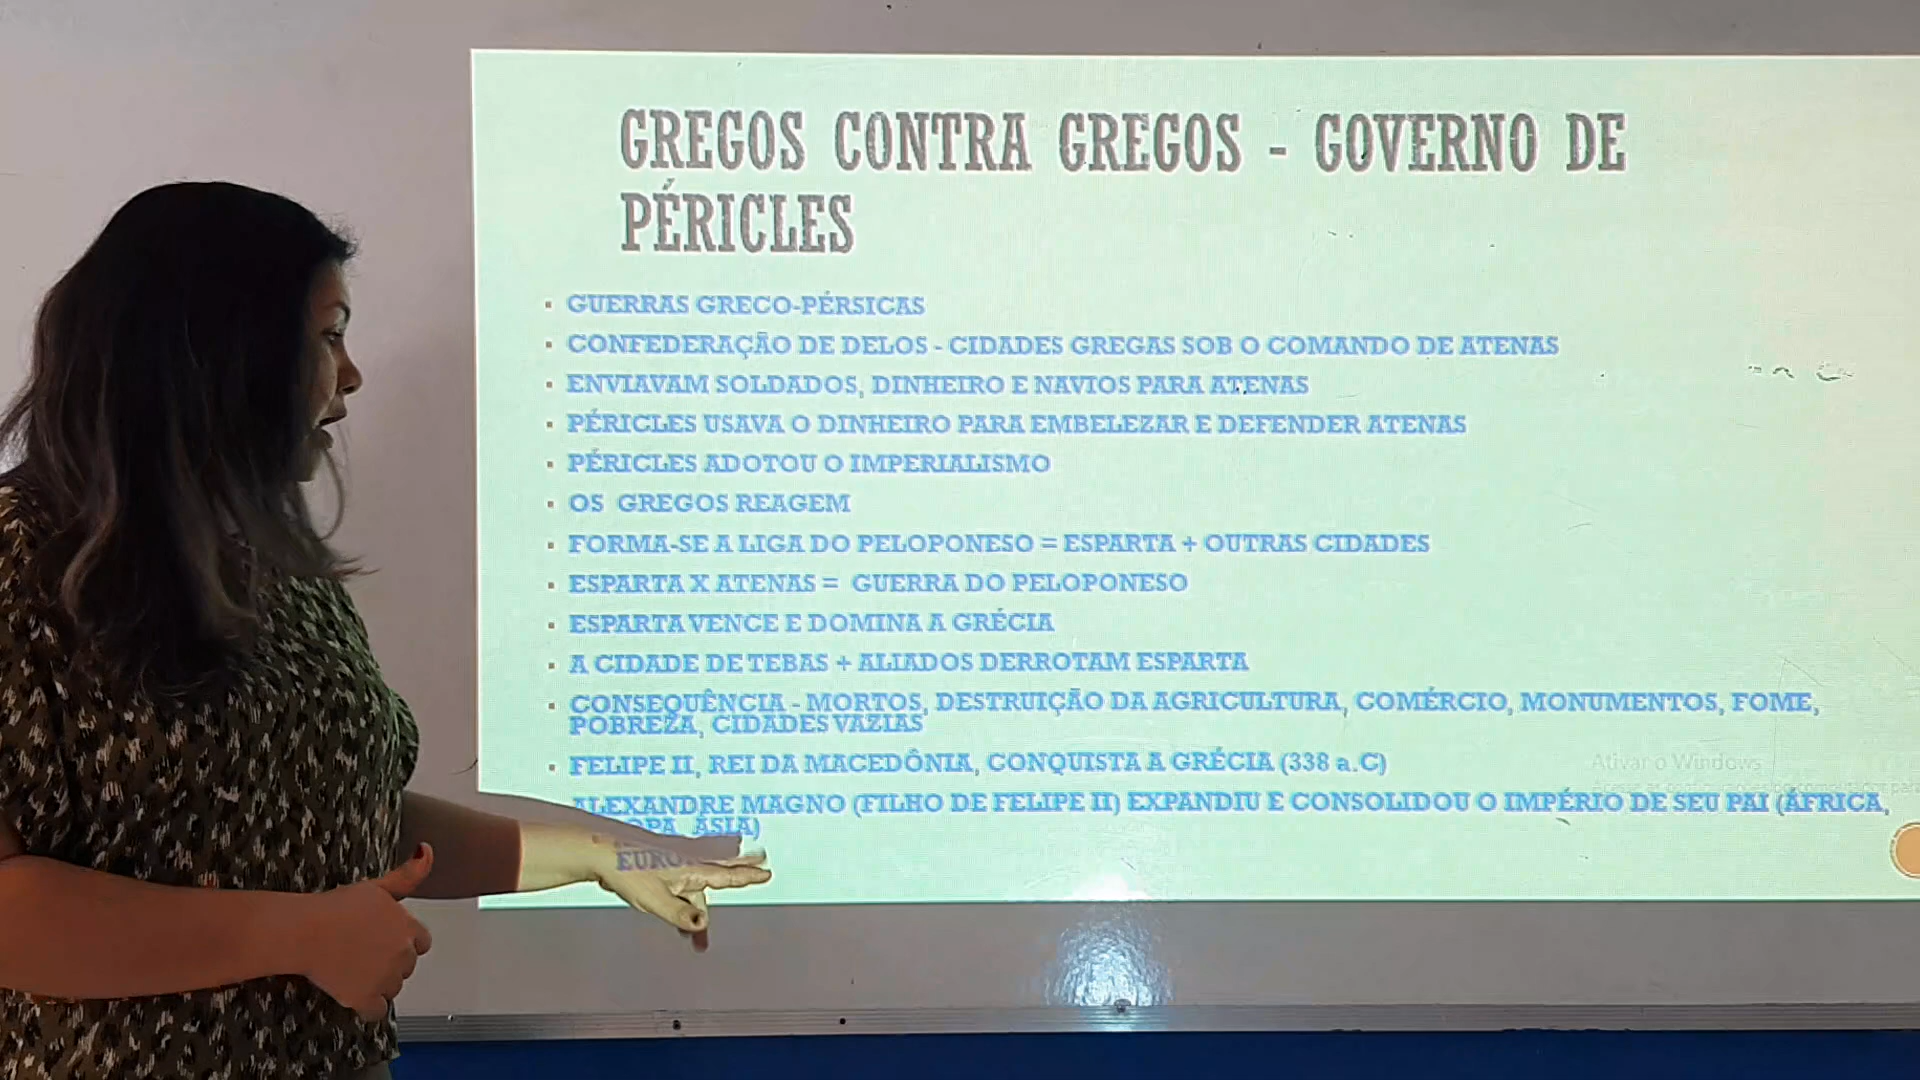 GREGOS CONTRA GREGOS - GOVERNO DE
PÉRICLES
GUERRAS GRECO-PÉRSICAS
CONFEDERAÇÃO DE DELOS - CIDADES GREGAS SOB O COMANDO DE ATENAS
ENVIAVAM SOLDADOS, DINHEIRO E NAVIOS PARA ATENAS
PÉRICLES USAVA O DINHEIRO PARA EMBELEZAR E DEFENDER ATENAS
PÉRICLES ADOTOU O IMPERIALISMO
OS GREGOS REAGEM
FORMA-SE A LIGA DO PELOPONESO = ESPARTA + OUTRAS CIDADES
ESPARTA X ATENAS = GUERRA DO PELOPONESO
ESPARTA VENCE E DOMINA A GRÉCIA
A CIDADE DE TEBAS + ALIADOS DERROTAM ESPARTA
CONSEQUÊNCIA - MORTOS, DESTRUIÇÃO DA AGRICULTURA, COMÉRCIO, MONUMENTOS, FOME,
POBREZA, CIDADES VAZIAS
FELIPE II, REI DA MACEDÔNIA, CONQUISTA A GRÉCIA (338 a.C)
ALEXANDRE MAGNO (FILHO DE FELIPE II) EXPANDIU E CONSOLIDOU O IMPÉRIO DE SEU PAI (ÁFRICA,
EUROPA, ÁSIA)
Ativar o Windows